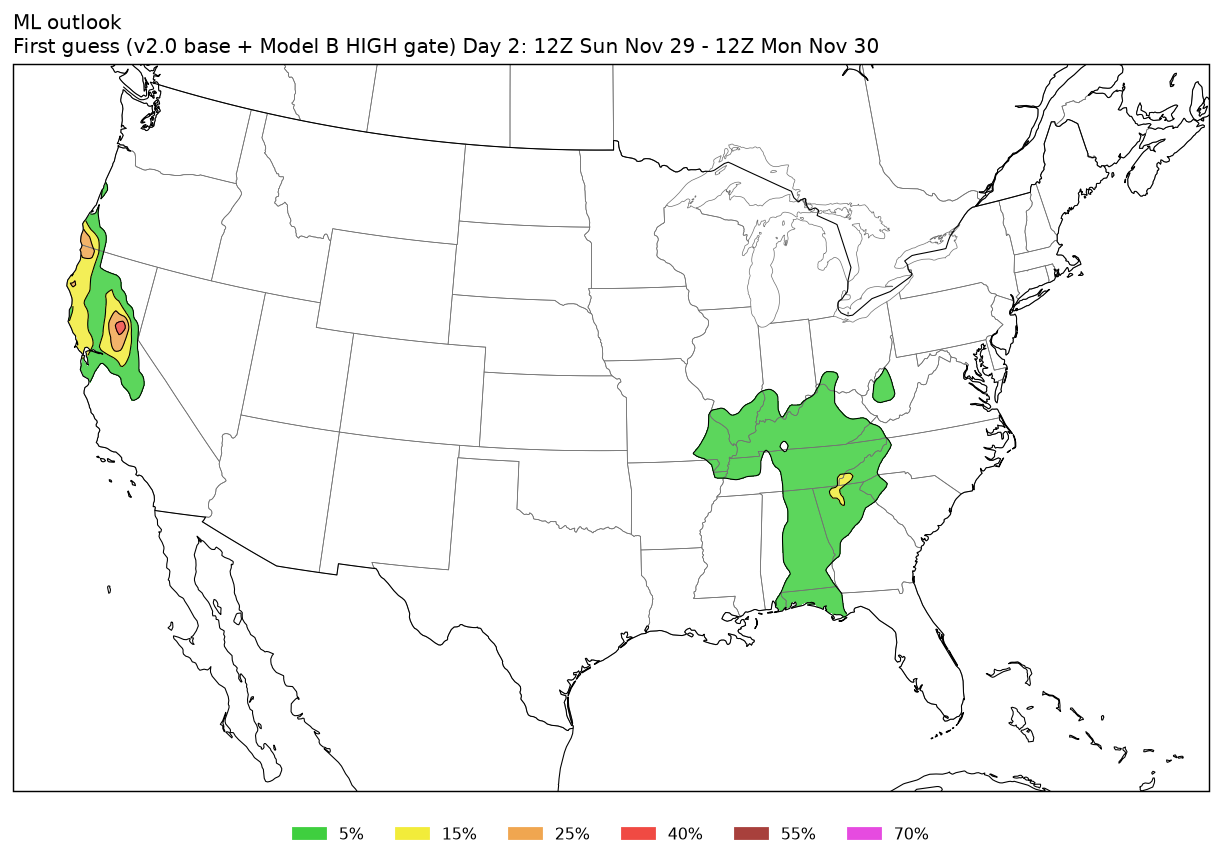 ML outlook
First guess (v2.0 base + Model B HIGH gate) Day 2: 12Z Sun Nov 29 - 12Z Mon Nov 30
5% 15% 25% 40% 55% 70%